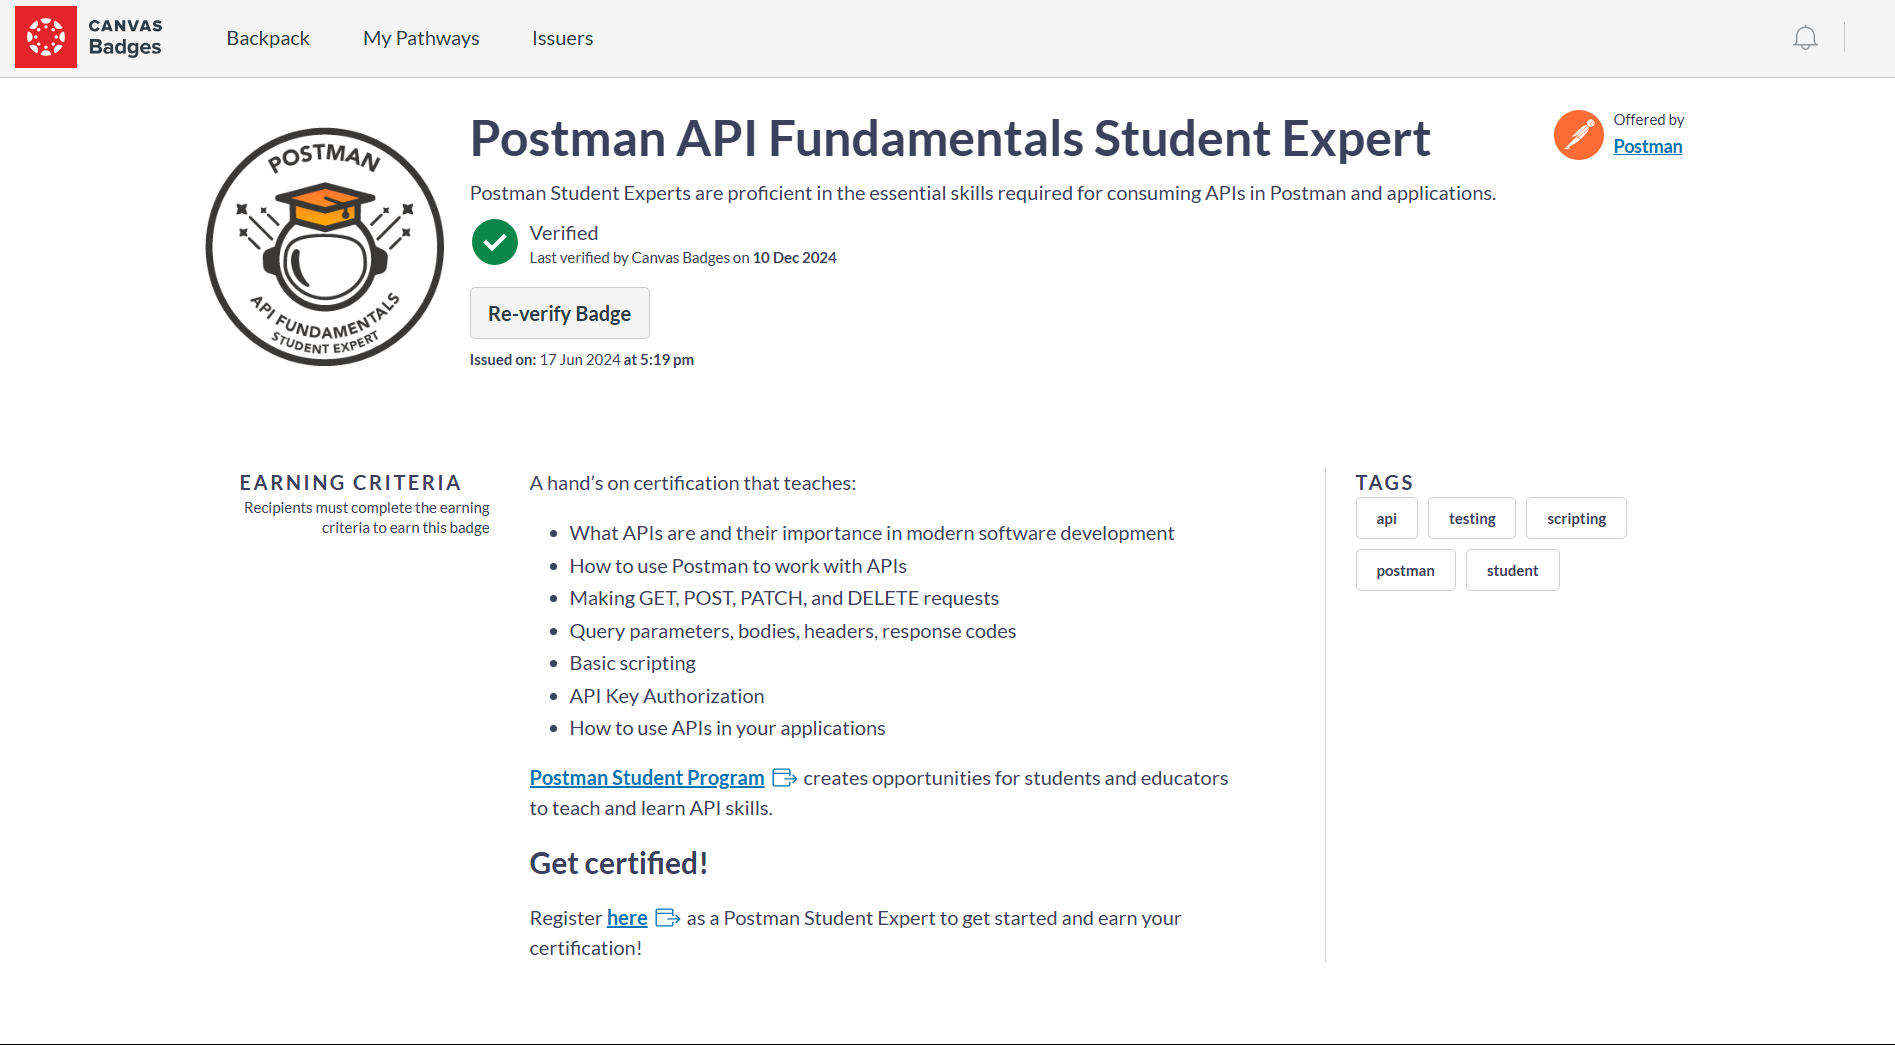 CANVAS
Badges
Backpack
My Pathways
Issuers
POSTMAN
API FUNDAMENTALS
STUDENT EXPERT
Postman API Fundamentals Student Expert
Postman Student Experts are proficient in the essential skills required for consuming APIs in Postman and applications.
Offered by
Postman
Verified
Last verified by Canvas Badges on 10 Dec 2024
Re-verify Badge
Issued on: 17 Jun 2024 at 5:19 pm
EARNING CRITERIA
Recipients must complete the earning
criteria to earn this badge
A hand’s on certification that teaches:
• What APIs are and their importance in modern software development
• How to use Postman to work with APIs
• Making GET, POST, PATCH, and DELETE requests
• Query parameters, bodies, headers, response codes
• Basic scripting
• API Key Authorization
• How to use APIs in your applications
Postman Student Program creates opportunities for students and educators
to teach and learn API skills.
Get certified!
Register here as a Postman Student Expert to get started and earn your
certification!
TAGS
api
testing
scripting
postman
student